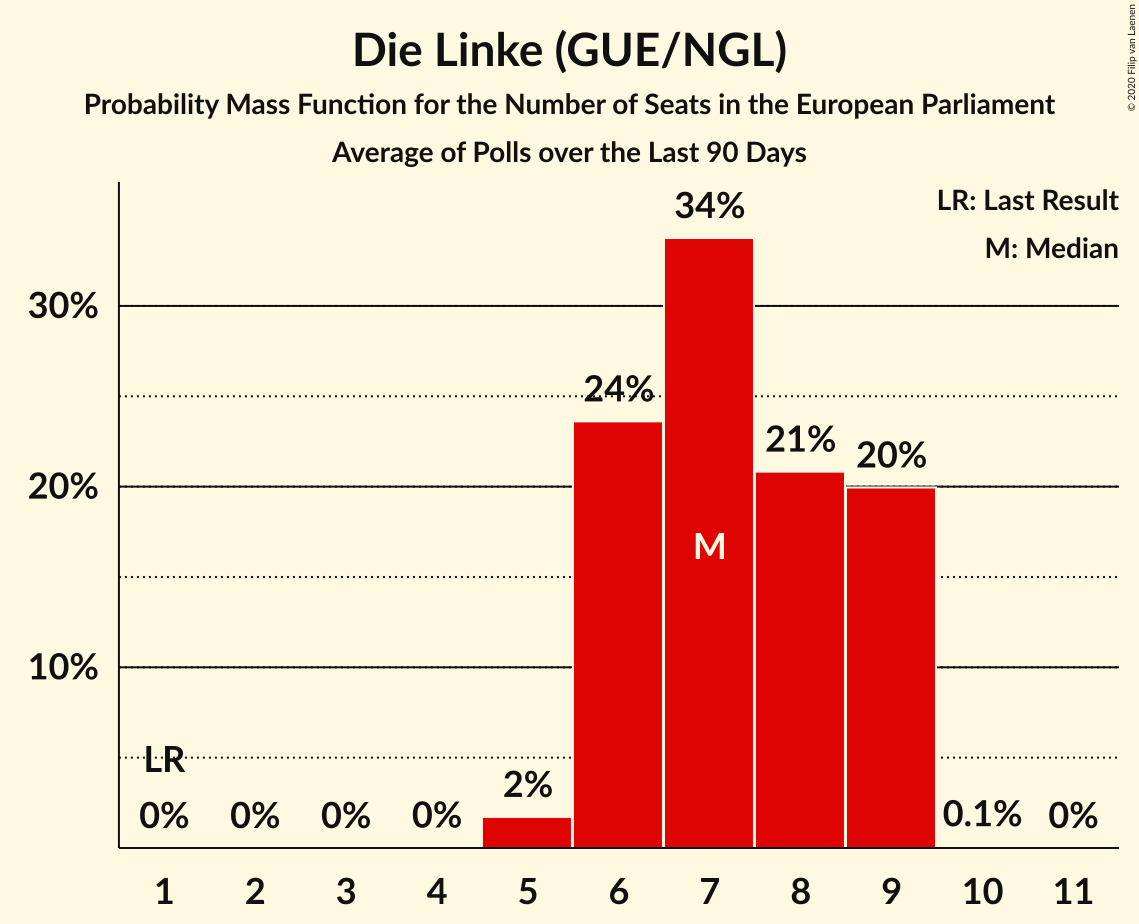 Die Linke (GUE/NGL)
Probability Mass Function for the Number of Seats in the European Parliament
Average of Polls over the Last 90 Days
© 2020 Filip van Laenen
LR: Last Result
M: Median
34%
30%
24%
21%
20%
20%
M
10%
LR
2%
0%
0%
0%
0%
0.1%
0%
1 2 3 4 5 6 7 8 9 10 11